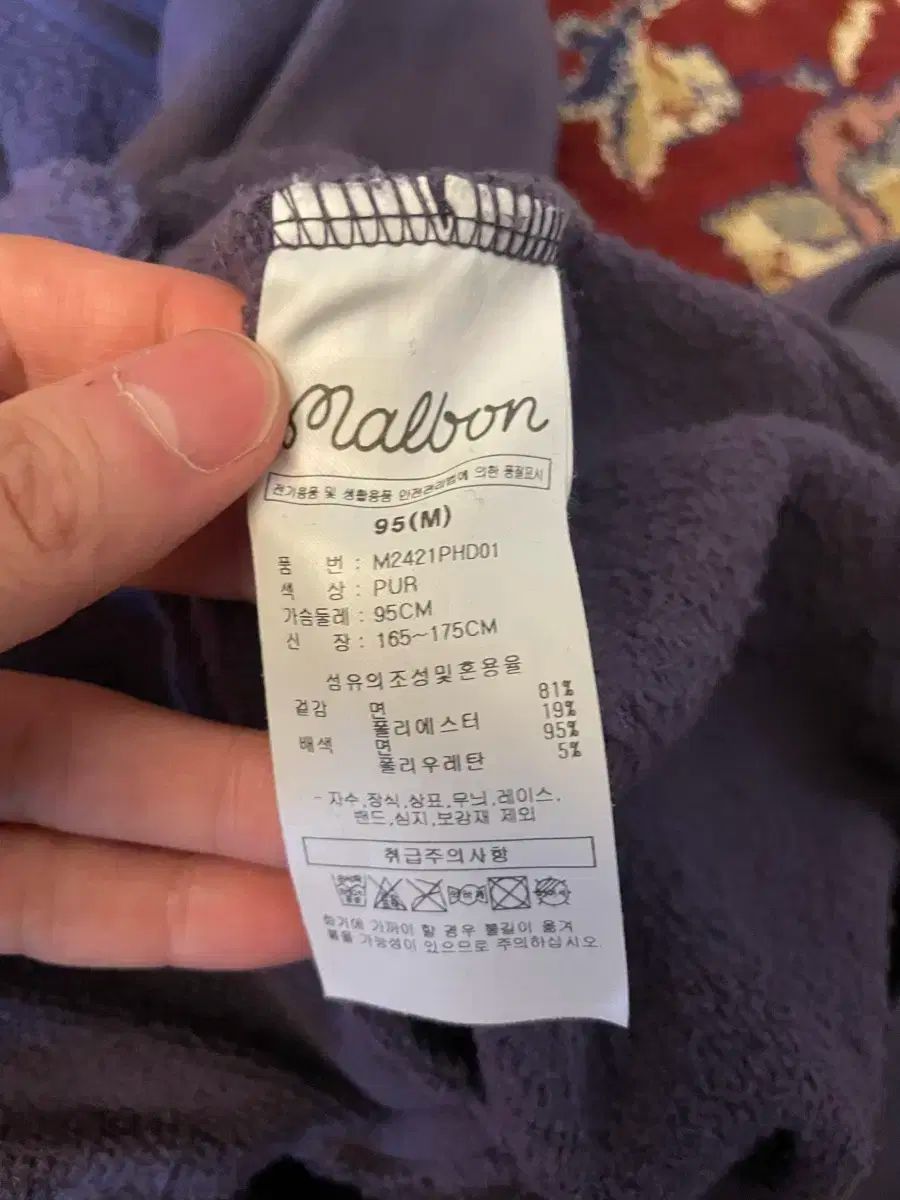 Malbon
전기용품 및 생활용품 안전관리법에 의한 품질표시
95(M)
품 번 : M2421PHD01
색 상 : PUR
가슴둘레 : 95CM
신 장 : 165~175CM
섬유의조성및혼용율
겉감 면 81%
폴리에스터 19%
배색 면 95%
폴리우레탄 5%
- 자수,장식,상표,무늬,레이스,
밴드,심지,보강재 제외
취급주의사항
화기에 가까이 할 경우 불길이 옮겨
붙을 가능성이 있으므로 주의하십시오